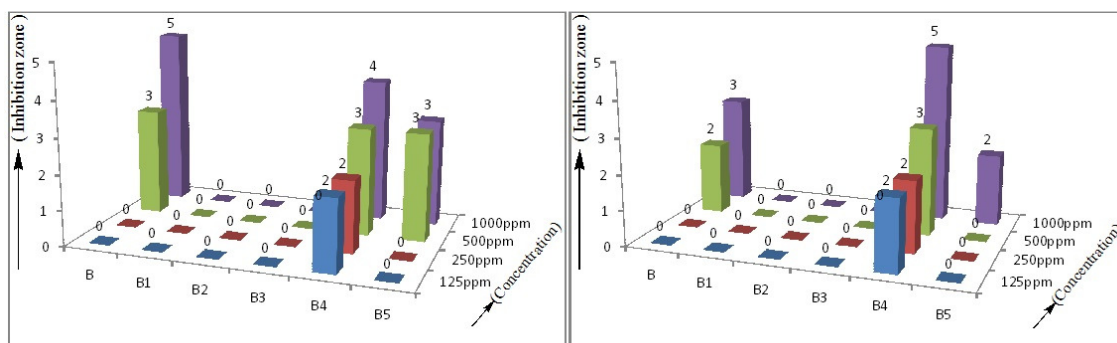 ( Inhibition zone )
5
4
3
2
1
0
5 0 0 0 4 3
3 0 0 0 3 3
0 0 0 0 2 0
0 0 0 0 2 0
B B1 B2 B3 B4 B5
1000ppm
500ppm
250ppm
125ppm
(Concentration)
( Inhibition zone )
5
4
3
2
1
0
3 0 0 0 5 2
2 0 0 0 3 0
0 0 0 0 2 0
0 0 0 0 2 0
B B1 B2 B3 B4 B5
1000ppm
500ppm
250ppm
125ppm
(Concentration)